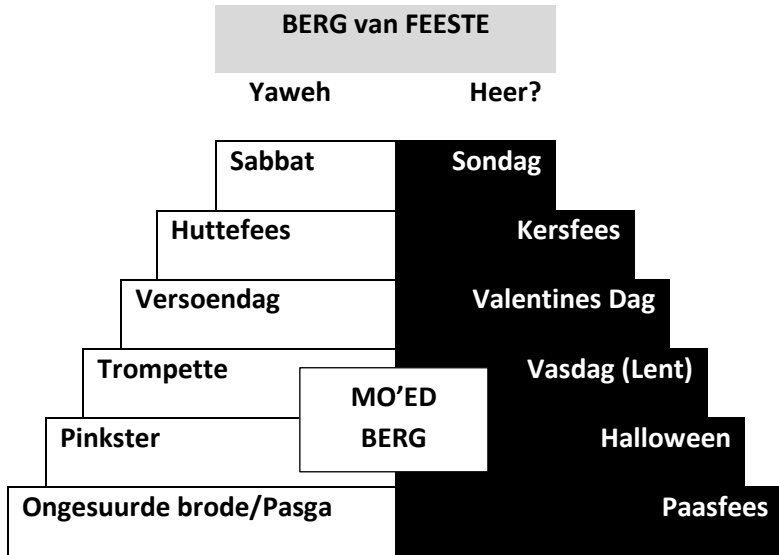 BERG van FEESTE
Yaweh Heer?
Sabbat Sondag
Huttefees Kersfees
Versoendag Valentines Dag
Trompette Vasdag (Lent)
MO’ED
BERG
Pinkster Halloween
Ongesuurde brode/Pasga Paasfees